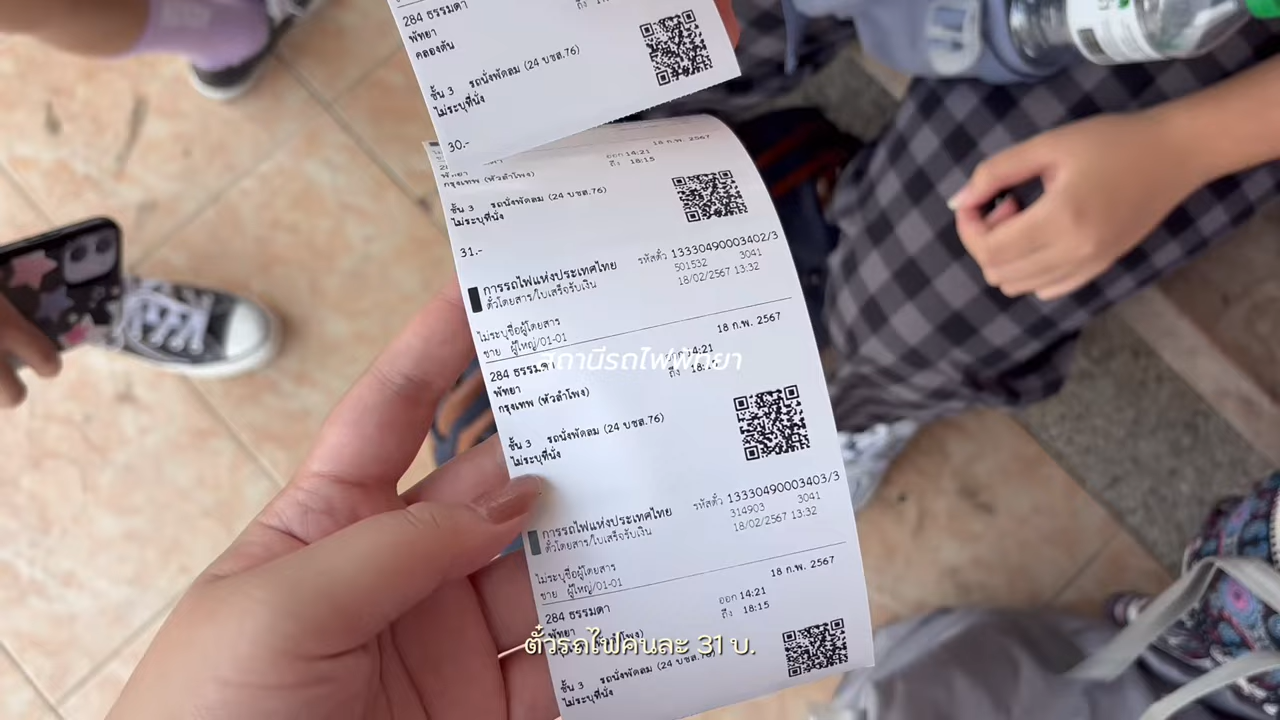 284 ธรรมดา
พัทยา
คลองตัน
ชั้น 3 รถนั่งพัดลม (24 บชส.76)
ไม่ระบุที่นั่ง
30.-
18 ก.พ. 2567
ออก 14:21
ถึง 18:15
กรุงเทพ (หัวลำโพง)
ชั้น 3 รถนั่งพัดลม (24 บชส.76)
ไม่ระบุที่นั่ง
31.-
รหัสตั๋ว 13330490003402/3
การรถไฟแห่งประเทศไทย 501532 3041
ตั๋วโดยสาร/ใบเสร็จรับเงิน 18/02/2567 13:32
ไม่ระบุชื่อผู้โดยสาร
ชาย ผู้ใหญ่/01-01
18 ก.พ. 2567
284 ธรรมดา
14:21
พัทยา ถึง
กรุงเทพ (หัวลำโพง)
สถานีรถไฟพัทยา
ชั้น 3 รถนั่งพัดลม (24 บชส.76)
ไม่ระบุที่นั่ง
รหัสตั๋ว 13330490003403/3
การรถไฟแห่งประเทศไทย 314903 3041
ตั๋วโดยสาร/ใบเสร็จรับเงิน 18/02/2567 13:32
ไม่ระบุชื่อผู้โดยสาร
ชาย ผู้ใหญ่/01-01
18 ก.พ. 2567
284 ธรรมดา ออก 14:21
พัทยา ถึง 18:15
ตั๋วรถไฟคนละ 31 บ.
ชั้น 3 รถนั่งพัดลม (24 บชส.76)
ไม่ระบุที่นั่ง